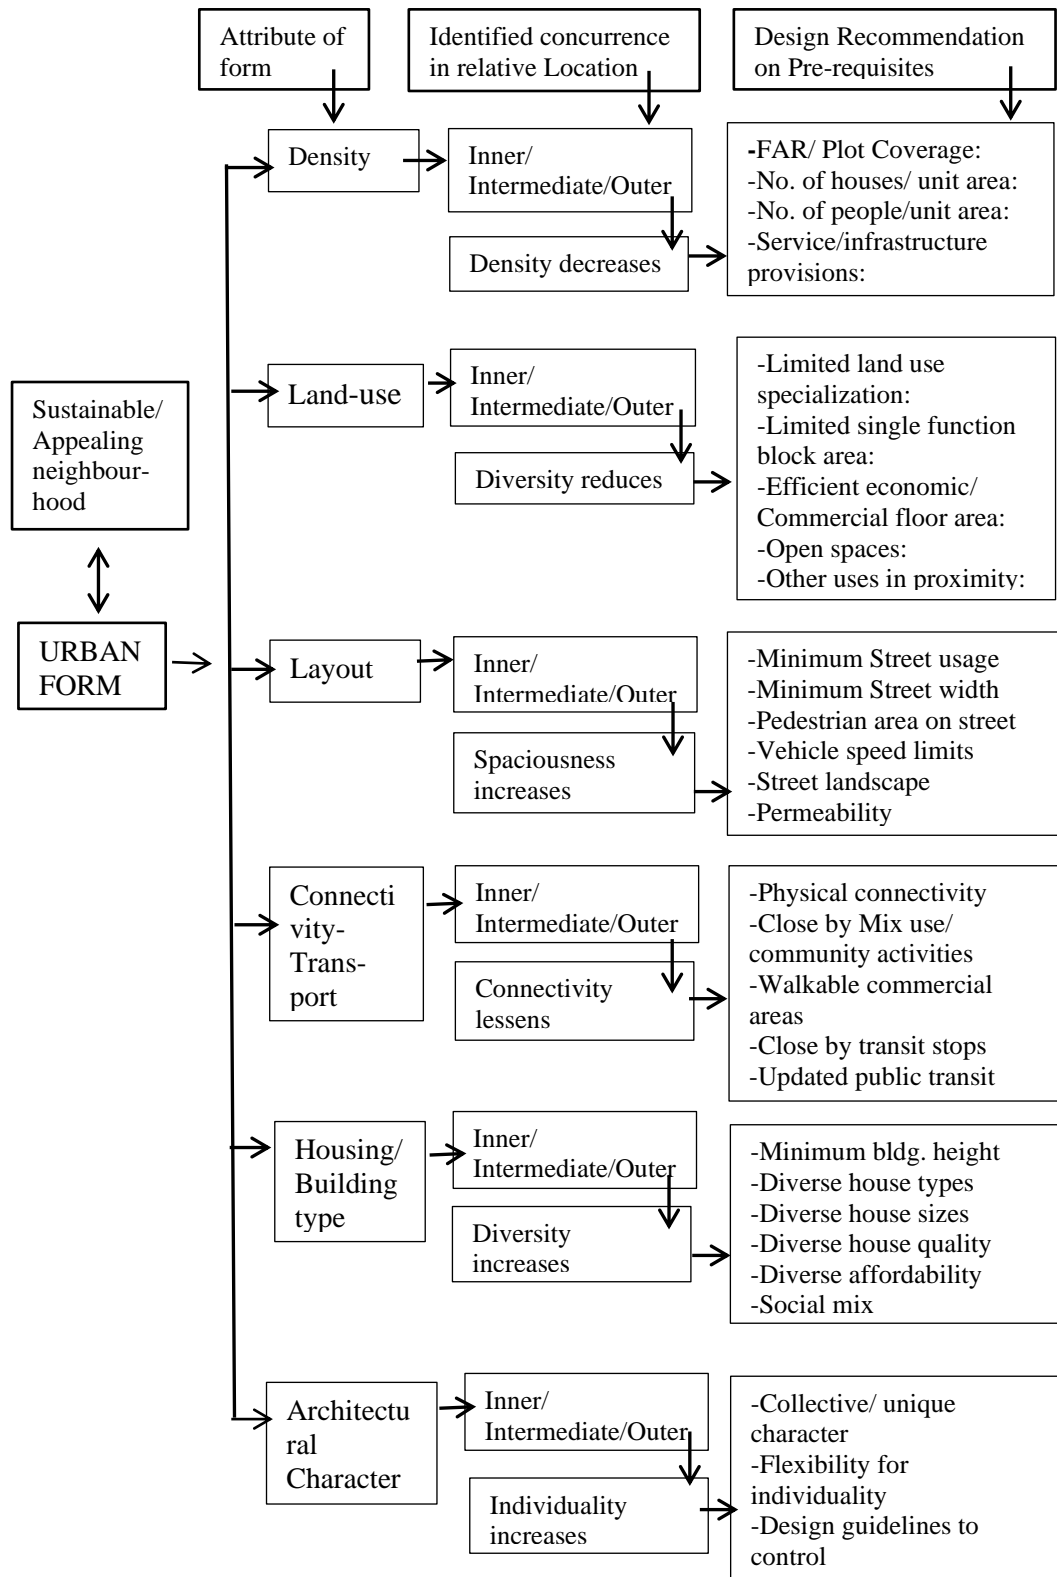 Attribute of
form
Identified concurrence
in relative Location
Design Recommendation
on Pre-requisites
Density
Inner/
Intermediate/Outer
Density decreases
-FAR/ Plot Coverage:
-No. of houses/ unit area:
-No. of people/unit area:
-Service/infrastructure
provisions:
Sustainable/
Appealing
neighbour-
hood
URBAN
FORM
Land-use
Inner/
Intermediate/Outer
Diversity reduces
-Limited land use
specialization:
-Limited single function
block area:
-Efficient economic/
Commercial floor area:
-Open spaces:
-Other uses in proximity:
Layout
Inner/
Intermediate/Outer
Spaciousness
increases
-Minimum Street usage
-Minimum Street width
-Pedestrian area on street
-Vehicle speed limits
-Street landscape
-Permeability
Connecti
vity-
Trans-
port
Inner/
Intermediate/Outer
Connectivity
lessens
-Physical connectivity
-Close by Mix use/
community activities
-Walkable commercial
areas
-Close by transit stops
-Updated public transit
Housing/
Building
type
Inner/
Intermediate/Outer
Diversity
increases
-Minimum bldg. height
-Diverse house types
-Diverse house sizes
-Diverse house quality
-Diverse affordability
-Social mix
Architectu
ral
Character
Inner/
Intermediate/Outer
Individuality
increases
-Collective/ unique
character
-Flexibility for
individuality
-Design guidelines to
control